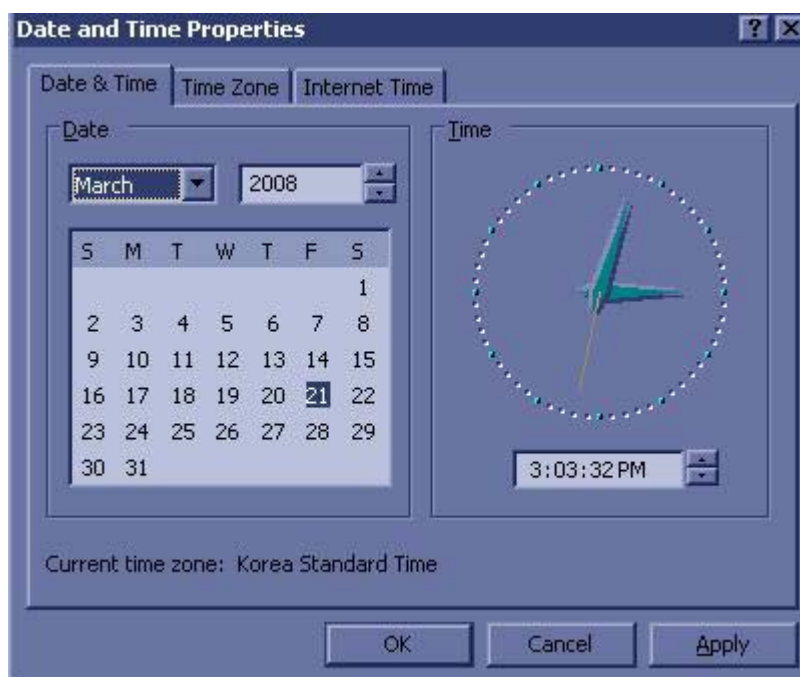 Date and Time Properties
Date & Time Time Zone Internet Time
Date
March 2008
S M T W T F S
1
2 3 4 5 6 7 8
9 10 11 12 13 14 15
16 17 18 19 20 21 22
23 24 25 26 27 28 29
30 31
Time
3:03:32 PM
Current time zone: Korea Standard Time
OK Cancel Apply